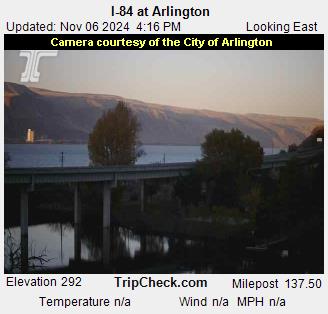 I-84 at Arlington
Updated: Nov 06 2024 4:16 PM Looking East
Camera courtesy of the City of Arlington
Elevation 292 TripCheck.com Milepost 137.50
Temperature n/a Wind n/a MPH n/a